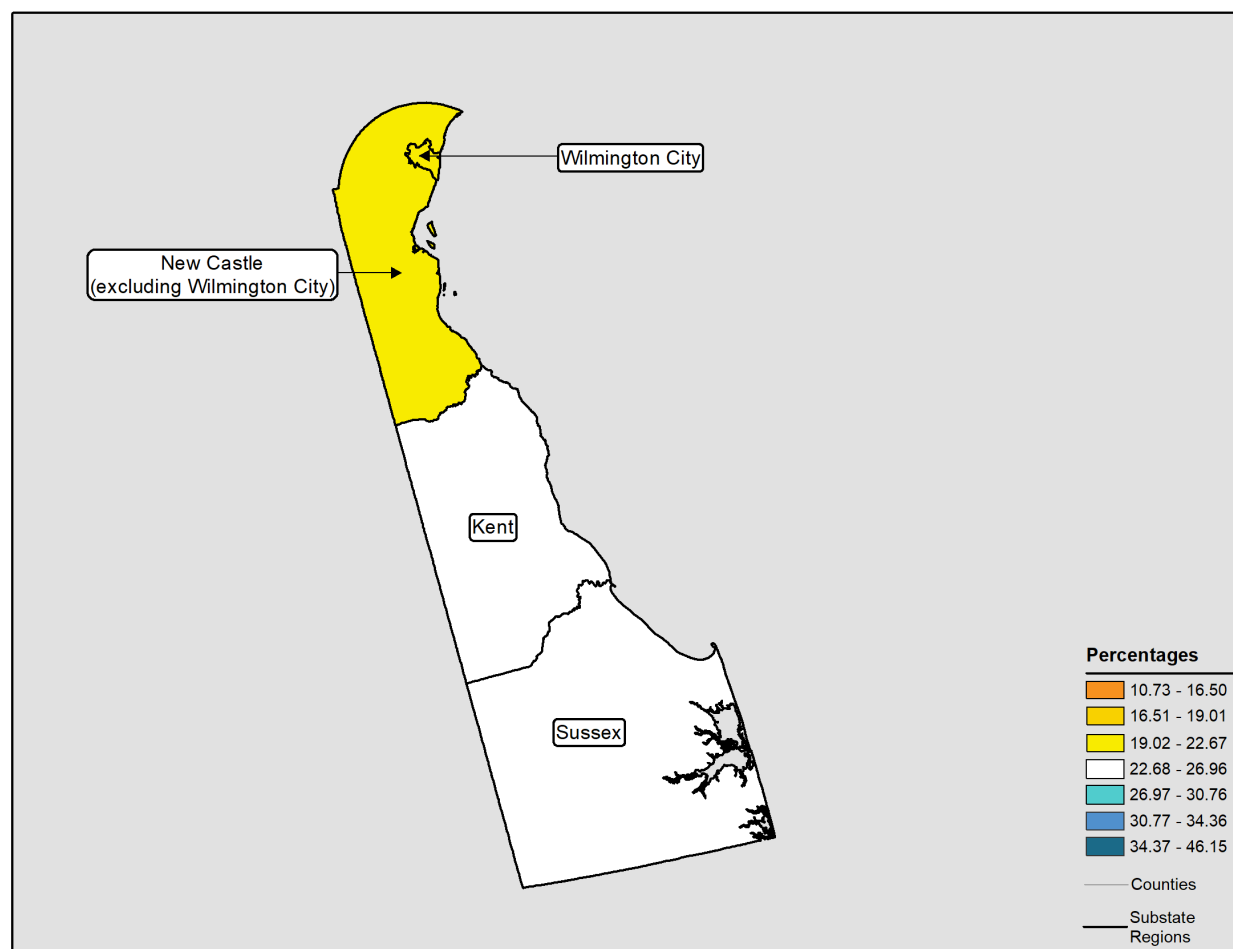 Wilmington City
New Castle
(excluding Wilmington City)
Kent
Sussex
Percentages
10.73 - 16.50
16.51 - 19.01
19.02 - 22.67
22.68 - 26.96
26.97 - 30.76
30.77 - 34.36
34.37 - 46.15
Counties
Substate
Regions